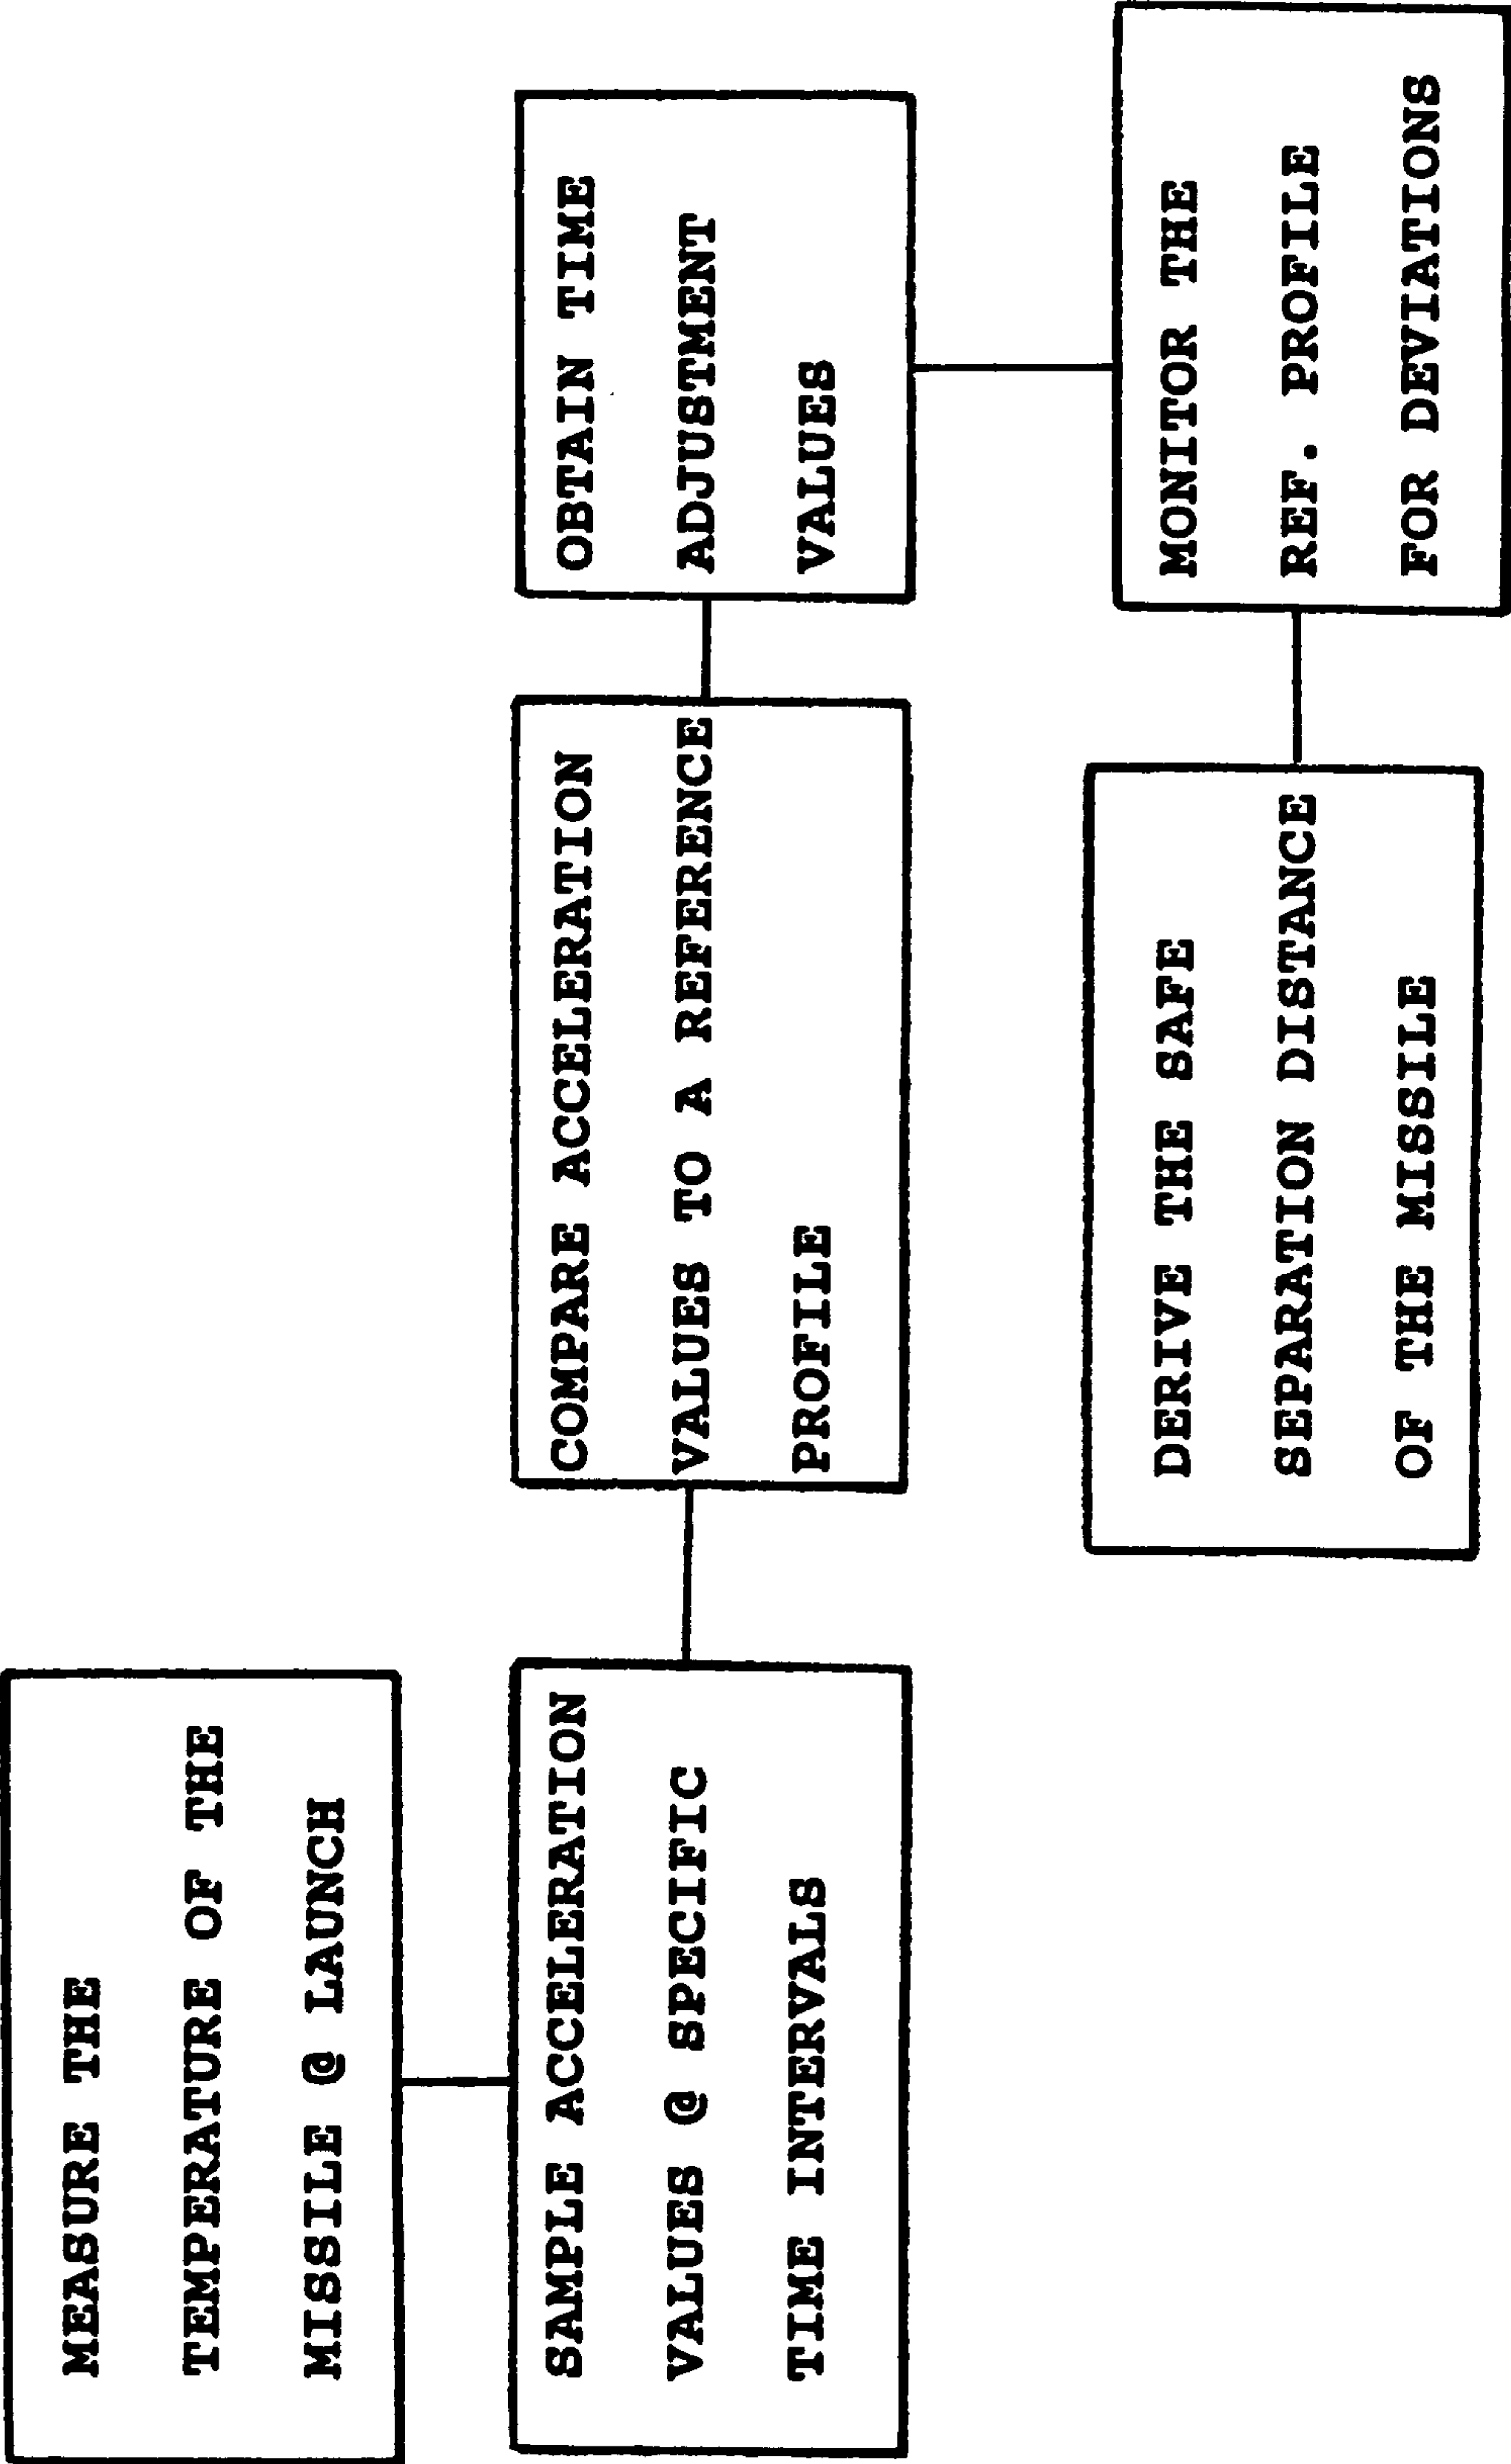 MEASURE THE
TEMPERATURE OF THE
MISSILE @ LAUNCH
SAMPLE ACCELERATION
VALUES @ SPECIFIC
TIME INTERVALS
COMPARE ACCELERATION
VALUES TO A REFERENCE
PROFILE
OBTAIN TIME
ADJUSTMENT
VALUES
MONITOR THE
REF. PROFILE
FOR DEVIATIONS
DERIVE THE SAFE
SEPARATION DISTANCE
OF THE MISSILE